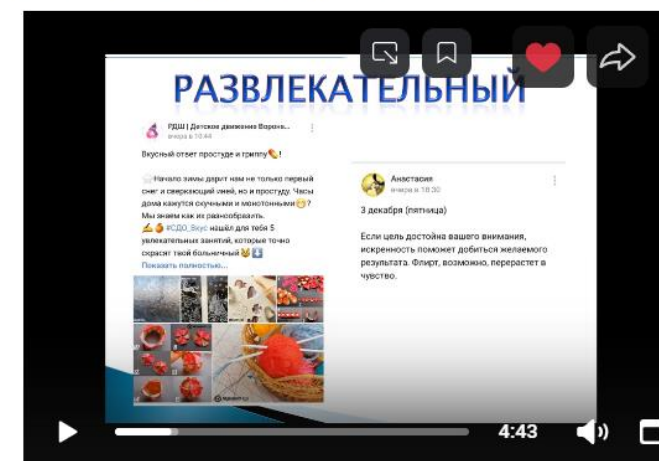 РАЗВЛЕКАТЕЛЬНЫЙ
РДШ | Детское движение Вороне...
вчера в 10:44
Вкусный ответ простуде и гриппу💊!
🌨Начало зимы дарит нам не только первый
снег и сверкающий иней, но и простуду. Часы
дома кажутся скучными и монотонными😬?
Мы знаем как их разнообразить.
✍🍊 #СДО_Вкус нашёл для тебя 5
увлекательных занятий, которые точно
скрасят твой больничный 😻⬇
Показать полностью...
Анастасия
вчера в 18:30
3 декабря (пятница)
Если цель достойна вашего внимания,
искренность поможет добиться желаемого
результата. Флирт, возможно, перерастет в
чувство.
4:43